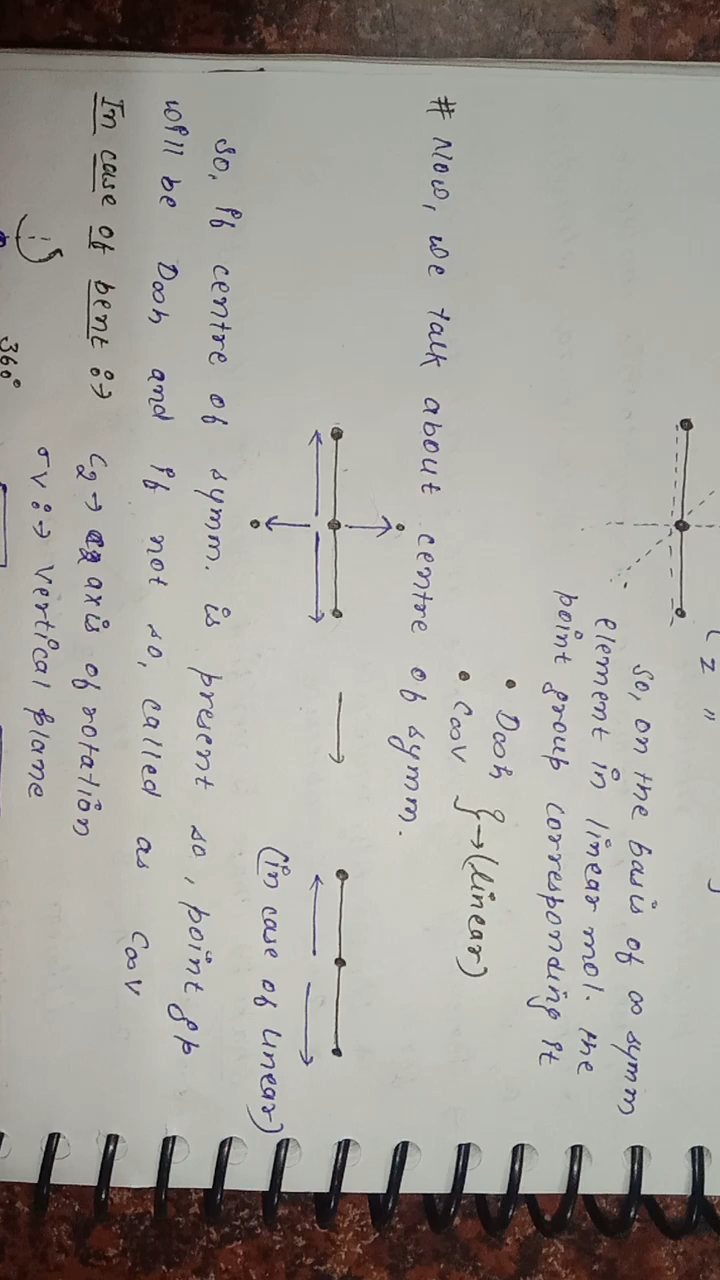 z "
so, on the basis of ∞ symm
element in linear mol. the
point group corresponding it
• D∞h
• C∞v } → (linear)
# Now, we talk about centre of symm.
(in case of linear)
so, if centre of symm. is present so, point gp
will be D∞h and if not so, called as C∞v
In case of bent :→ C2 → axis of rotation
σv :→ vertical plane
360°